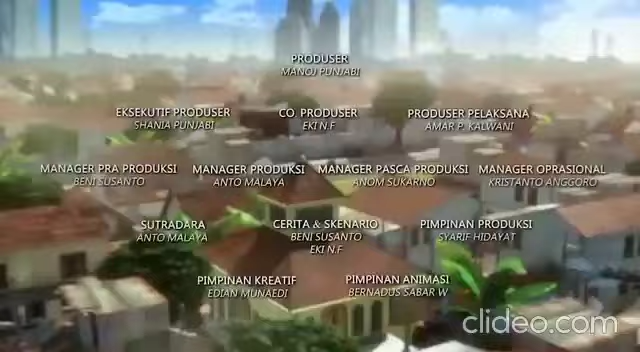 PRODUSER
MANOJ PUNJABI
EKSEKUTIF PRODUSER
SHANIA PUNJABI
CO. PRODUSER
EKI N.F
PRODUSER PELAKSANA
AMAR P. KALWANI
MANAGER PRA PRODUKSI
BENI SUSANTO
MANAGER PRODUKSI
ANTO MALAYA
MANAGER PASCA PRODUKSI
ANOM SUKARNO
MANAGER OPRASIONAL
KRISTANTO ANGGORO
SUTRADARA
ANTO MALAYA
CERITA & SKENARIO
BENI SUSANTO
EKI N.F
PIMPINAN PRODUKSI
SYARIF HIDAYAT
PIMPINAN KREATIF
EDIAN MUNAEDI
PIMPINAN ANIMASI
BERNADUS SABAR W
clideo.com